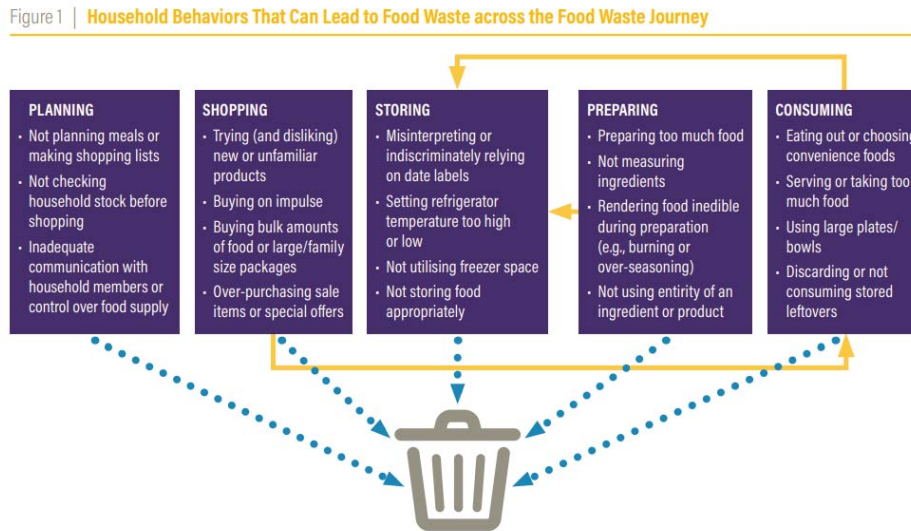 Figure 1 | Household Behaviors That Can Lead to Food Waste across the Food Waste Journey
PLANNING
• Not planning meals or
making shopping lists
• Not checking
household stock before
shopping
• Inadequate
communication with
household members or
control over food supply
SHOPPING
• Trying (and disliking)
new or unfamiliar
products
• Buying on impulse
• Buying bulk amounts
of food or large/family
size packages
• Over-purchasing sale
items or special offers
STORING
• Misinterpreting or
indiscriminately relying
on date labels
• Setting refrigerator
temperature too high
or low
• Not utilising freezer space
• Not storing food
appropriately
PREPARING
• Preparing too much food
• Not measuring
ingredients
• Rendering food inedible
during preparation
(e.g., burning or
over-seasoning)
• Not using entirity of an
ingredient or product
CONSUMING
• Eating out or choosing
convenience foods
• Serving or taking too
much food
• Using large plates/
bowls
• Discarding or not
consuming stored
leftovers